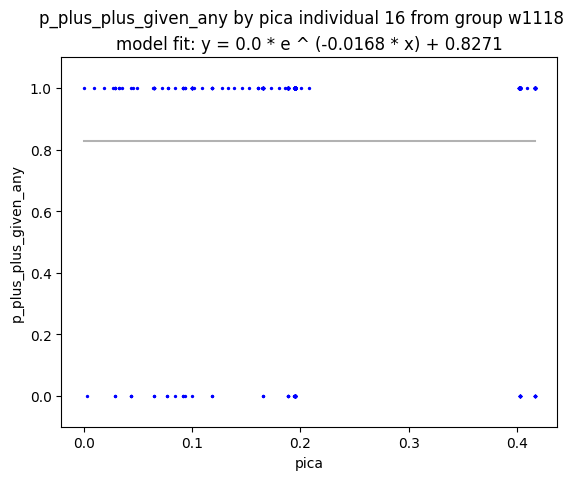 p_plus_plus_given_any by pica individual 16 from group w1118
model fit: y = 0.0 * e ^ (-0.0168 * x) + 0.8271
p_plus_plus_given_any
1.0
0.8
0.6
0.4
0.2
0.0
0.0 0.1 0.2 0.3 0.4
pica